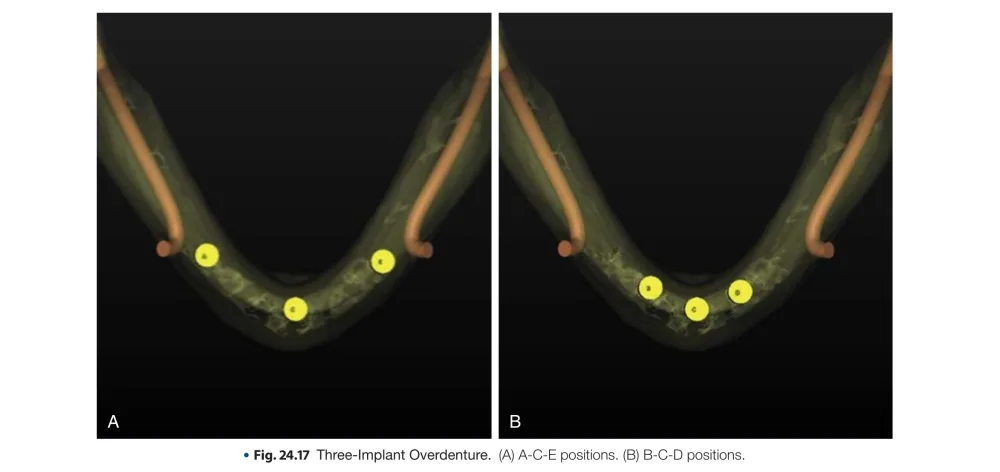 A
E
C
A
B
D
C
B
• Fig. 24.17 Three-Implant Overdenture. (A) A-C-E positions. (B) B-C-D positions.